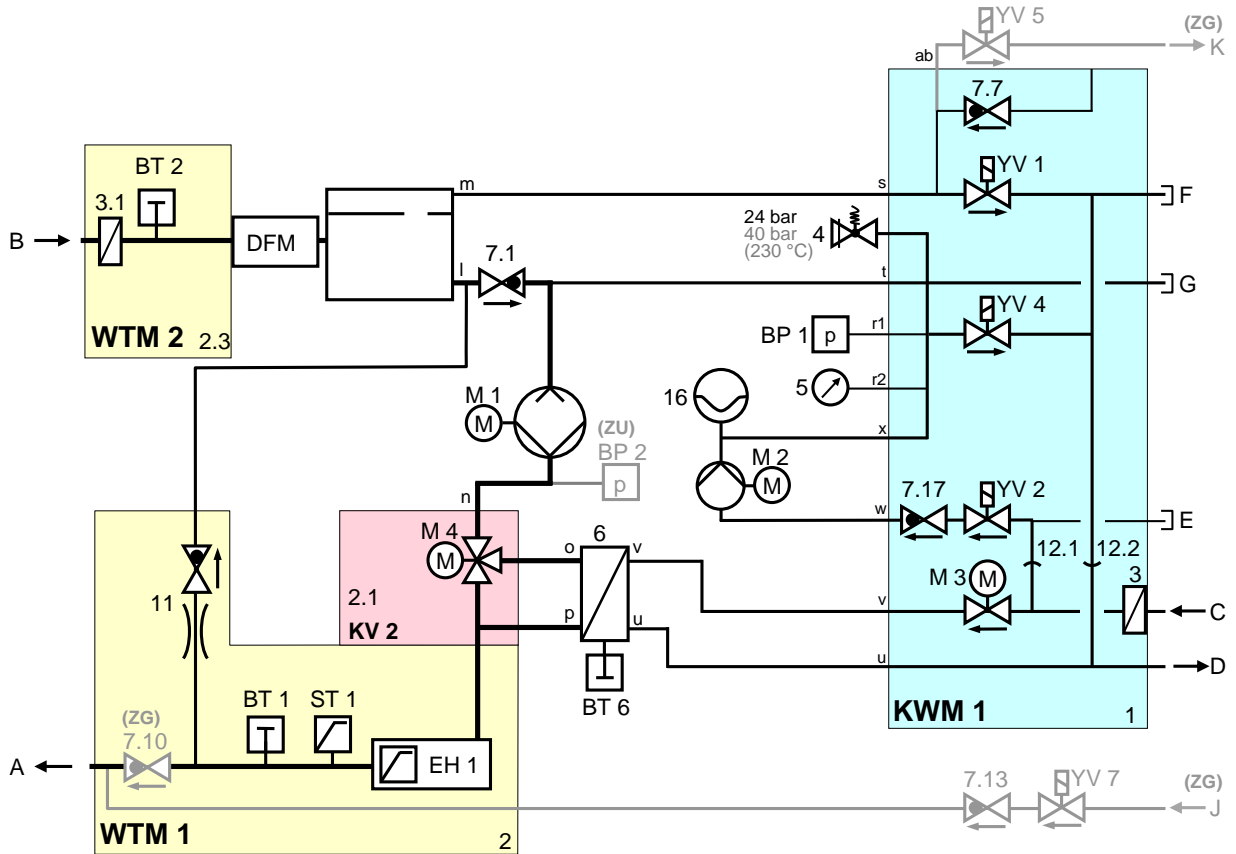 YV 5
(ZG)
K
ab
7.7
BT 2
3.1
m
s
YV 1
F
B
DFM
24 bar
40 bar
(230 °C)
4
7.1
l
t
G
WTM 2
2.3
YV 4
BP 1
p
r1
5
r2
16
M 1
M
(ZU)
BP 2
p
x
M 2
M
n
7.17
YV 2
w
E
M 4
M
o
6
v
12.1
12.2
M 3
M
3
11
2.1
v
C
KV 2
p
u
u
D
BT 1
ST 1
BT 6
KWM 1
1
(ZG)
7.10
A
EH 1
7.13
YV 7
(ZG)
J
WTM 1
2